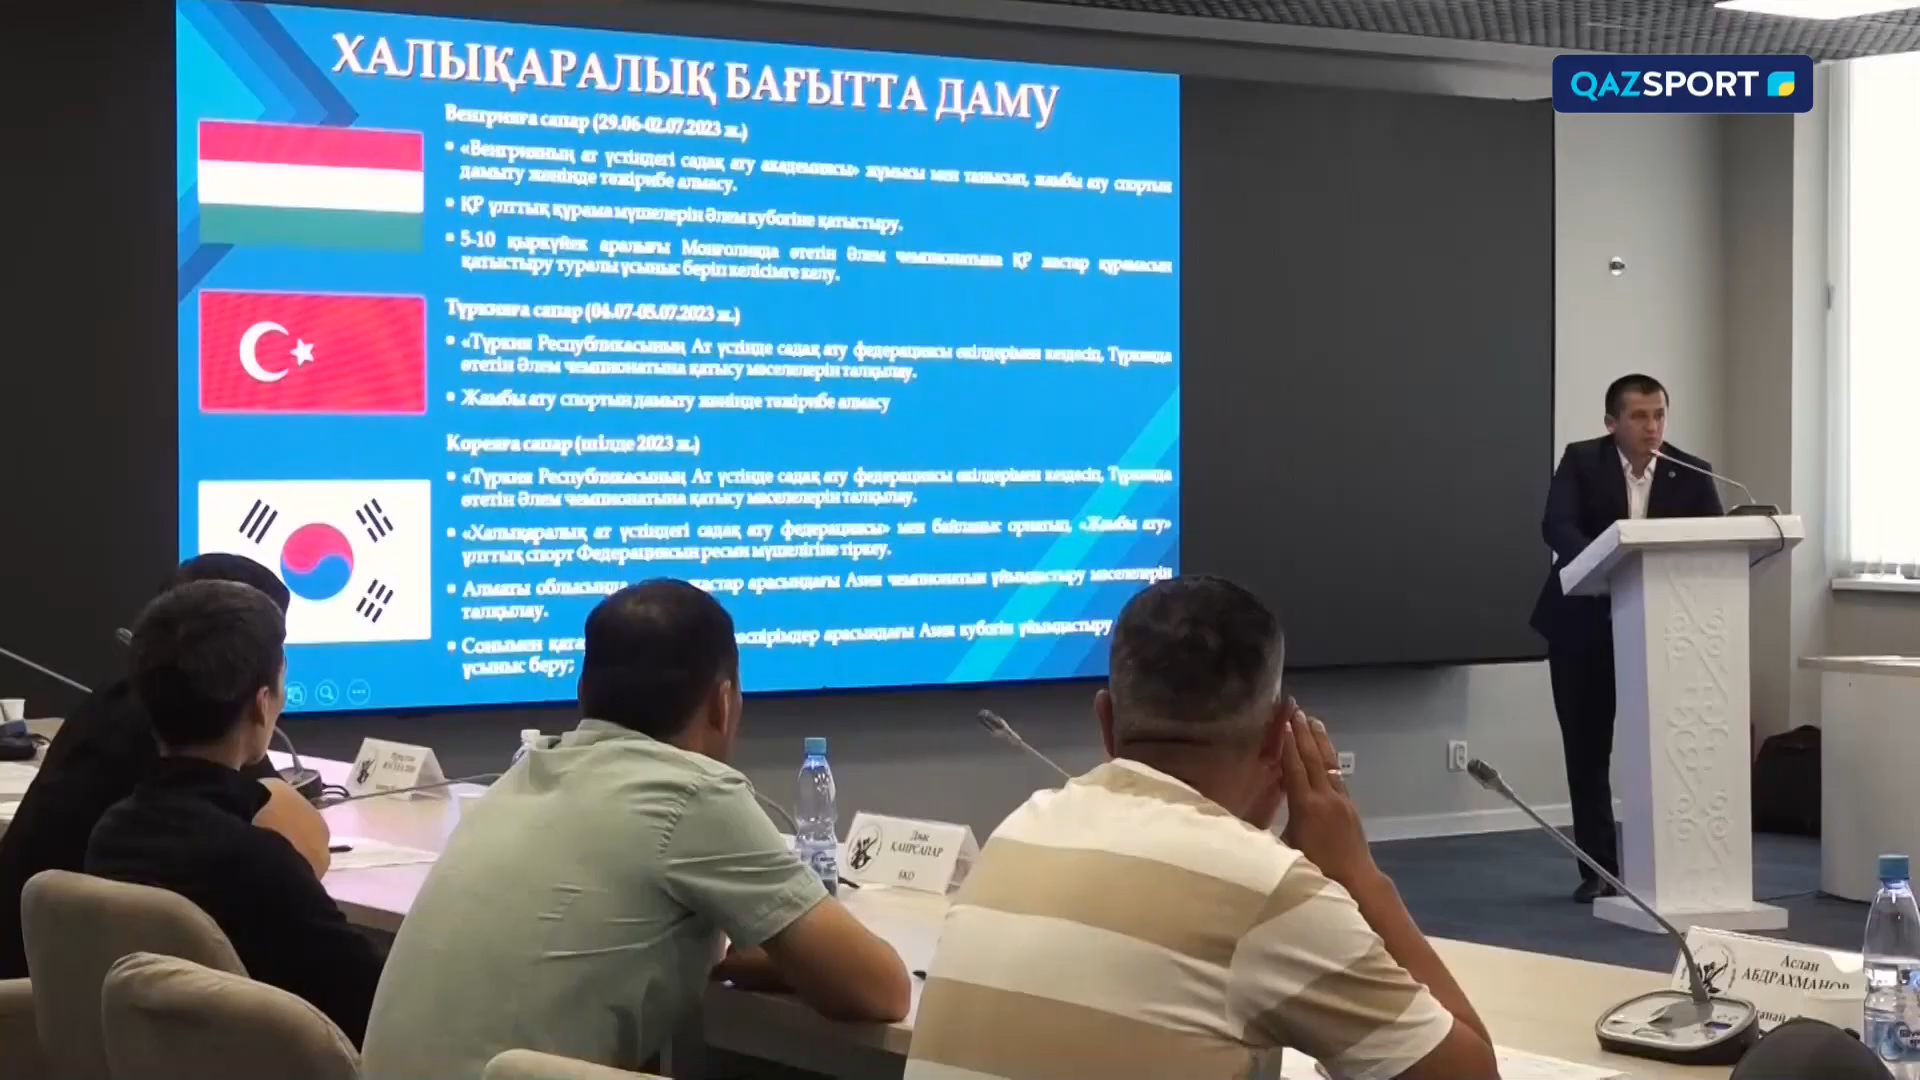 ХАЛЫҚАРАЛЫҚ БАҒЫТТА ДАМУ
QAZSPORT
Венгрияға сапар (29.06-02.07.2023 ж.)
«Венгрияның ат үстіндегі садақ ату академиясы» жұмысы мен танысып, жамбы ату спортын
дамыту жөнінде тәжірибе алмасу.
ҚР ұлттық құрама мүшелерін Әлем кубогіне қатыстыру.
5-10 қыркүйек аралығы Монғолияда өтетін Әлем чемпионатына ҚР жастар құрамасын
қатыстыру туралы ұсыныс беріп келісімге келу.
Түркияға сапар (04.07-05.07.2023 ж.)
«Түркия Республикасының Ат үстінде садақ ату федерациясы өкілдерімен кездесіп, Түркияда
өтетін Әлем чемпионатына қатысу мәселелерін талқылау.
Жамбы ату спортын дамыту жөнінде тәжірибе алмасу
Кореяға сапар (шілде 2023 ж.)
«Түркия Республикасының Ат үстінде садақ ату федерациясы өкілдерімен кездесіп, Түркияда
өтетін Әлем чемпионатына қатысу мәселелерін талқылау.
«Халықаралық ат үстіндегі садақ ату федерациясы» мен байланыс орнатып, «Жамбы ату»
ұлттық спорт Федерациясын ресми мүшелігіне тіркеу.
Алматы облысында жастар арасындағы Азия чемпионатын ұйымдастыру мәселелерін
талқылау.
Сонымен арасындағы Азия кубогін ұйымдастыру
ұсыныс беру;
ҚАИРСАПАР
БҚО
Аслан
АБДРАХМАНОВ